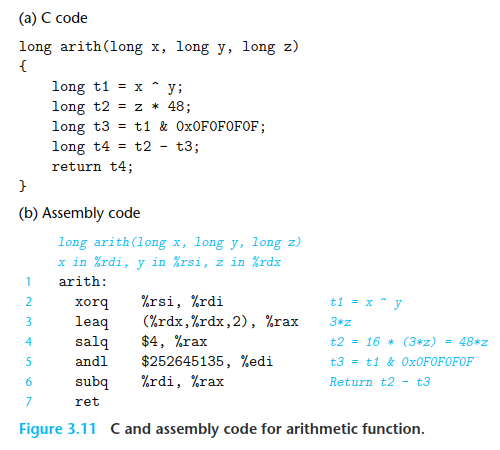 (a) C code
long arith(long x, long y, long z)
{
long t1 = x ^ y;
long t2 = z * 48;
long t3 = t1 & 0x0F0F0F0F;
long t4 = t2 - t3;
return t4;
}
(b) Assembly code
long arith(long x, long y, long z)
x in %rdi, y in %rsi, z in %rdx
1 arith:
2 xorq %rsi, %rdi t1 = x ^ y
3 leaq (%rdx,%rdx,2), %rax 3*z
4 salq $4, %rax t2 = 16 * (3*z) = 48*z
5 andl $252645135, %edi t3 = t1 & 0x0F0F0F0F
6 subq %rdi, %rax Return t2 - t3
7 ret
Figure 3.11 C and assembly code for arithmetic function.